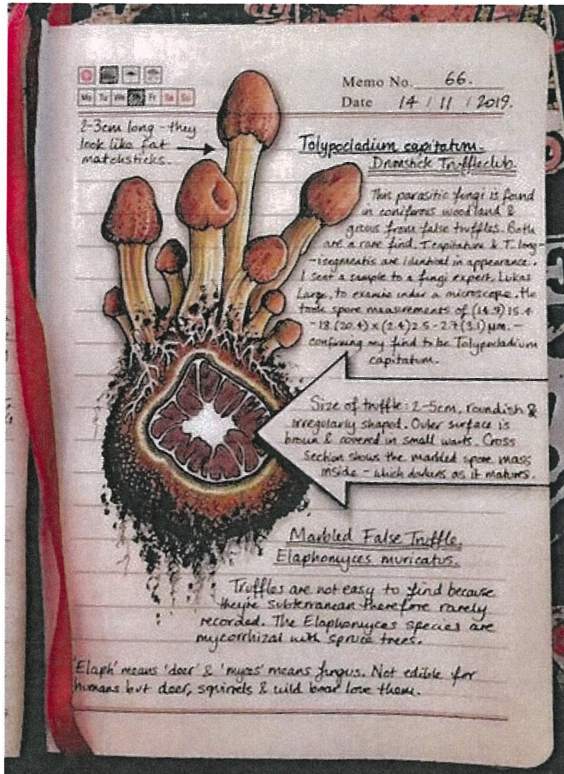 Memo No. 66.
Mo Tu We Fr Sa Su
Date 14 / 11 / 2019.
2-3cm long - they
look like fat
matchsticks.
Tolypocladium capitatum.
Drumstick Truffleclub.
This parasitic fungi is found
in coniferous woodland &
grows from false truffles. Both
are a rare find. T.capitatum & T. long-
-isegmentis are identical in appearance.
I sent a sample to a fungi expert, Lukas
Large, to examine under a microscope. He
took spore measurements of (14.9) 15.4
- 18 (20.4) x (2.4) 2.5 - 2.7 (3.1) µm. -
confirming my find to be Tolypocladium
capitatum.
Size of truffle: 2-5cm, roundish &
irregularly shaped. Outer surface is
brown & covered in small warts. Cross
Section shows the marbled spore mass
inside - which darkens as it matures.
Marbled False Truffle.
Elaphomyces muricatus.
Truffles are not easy to find because
they're subterranean therefore rarely
recorded. The Elaphomyces species are
mycorrhizal with spruce trees.
'Elaph' means 'deer' & 'myces' means fungus. Not edible for
humans but deer, squirrels & wild boar love them.